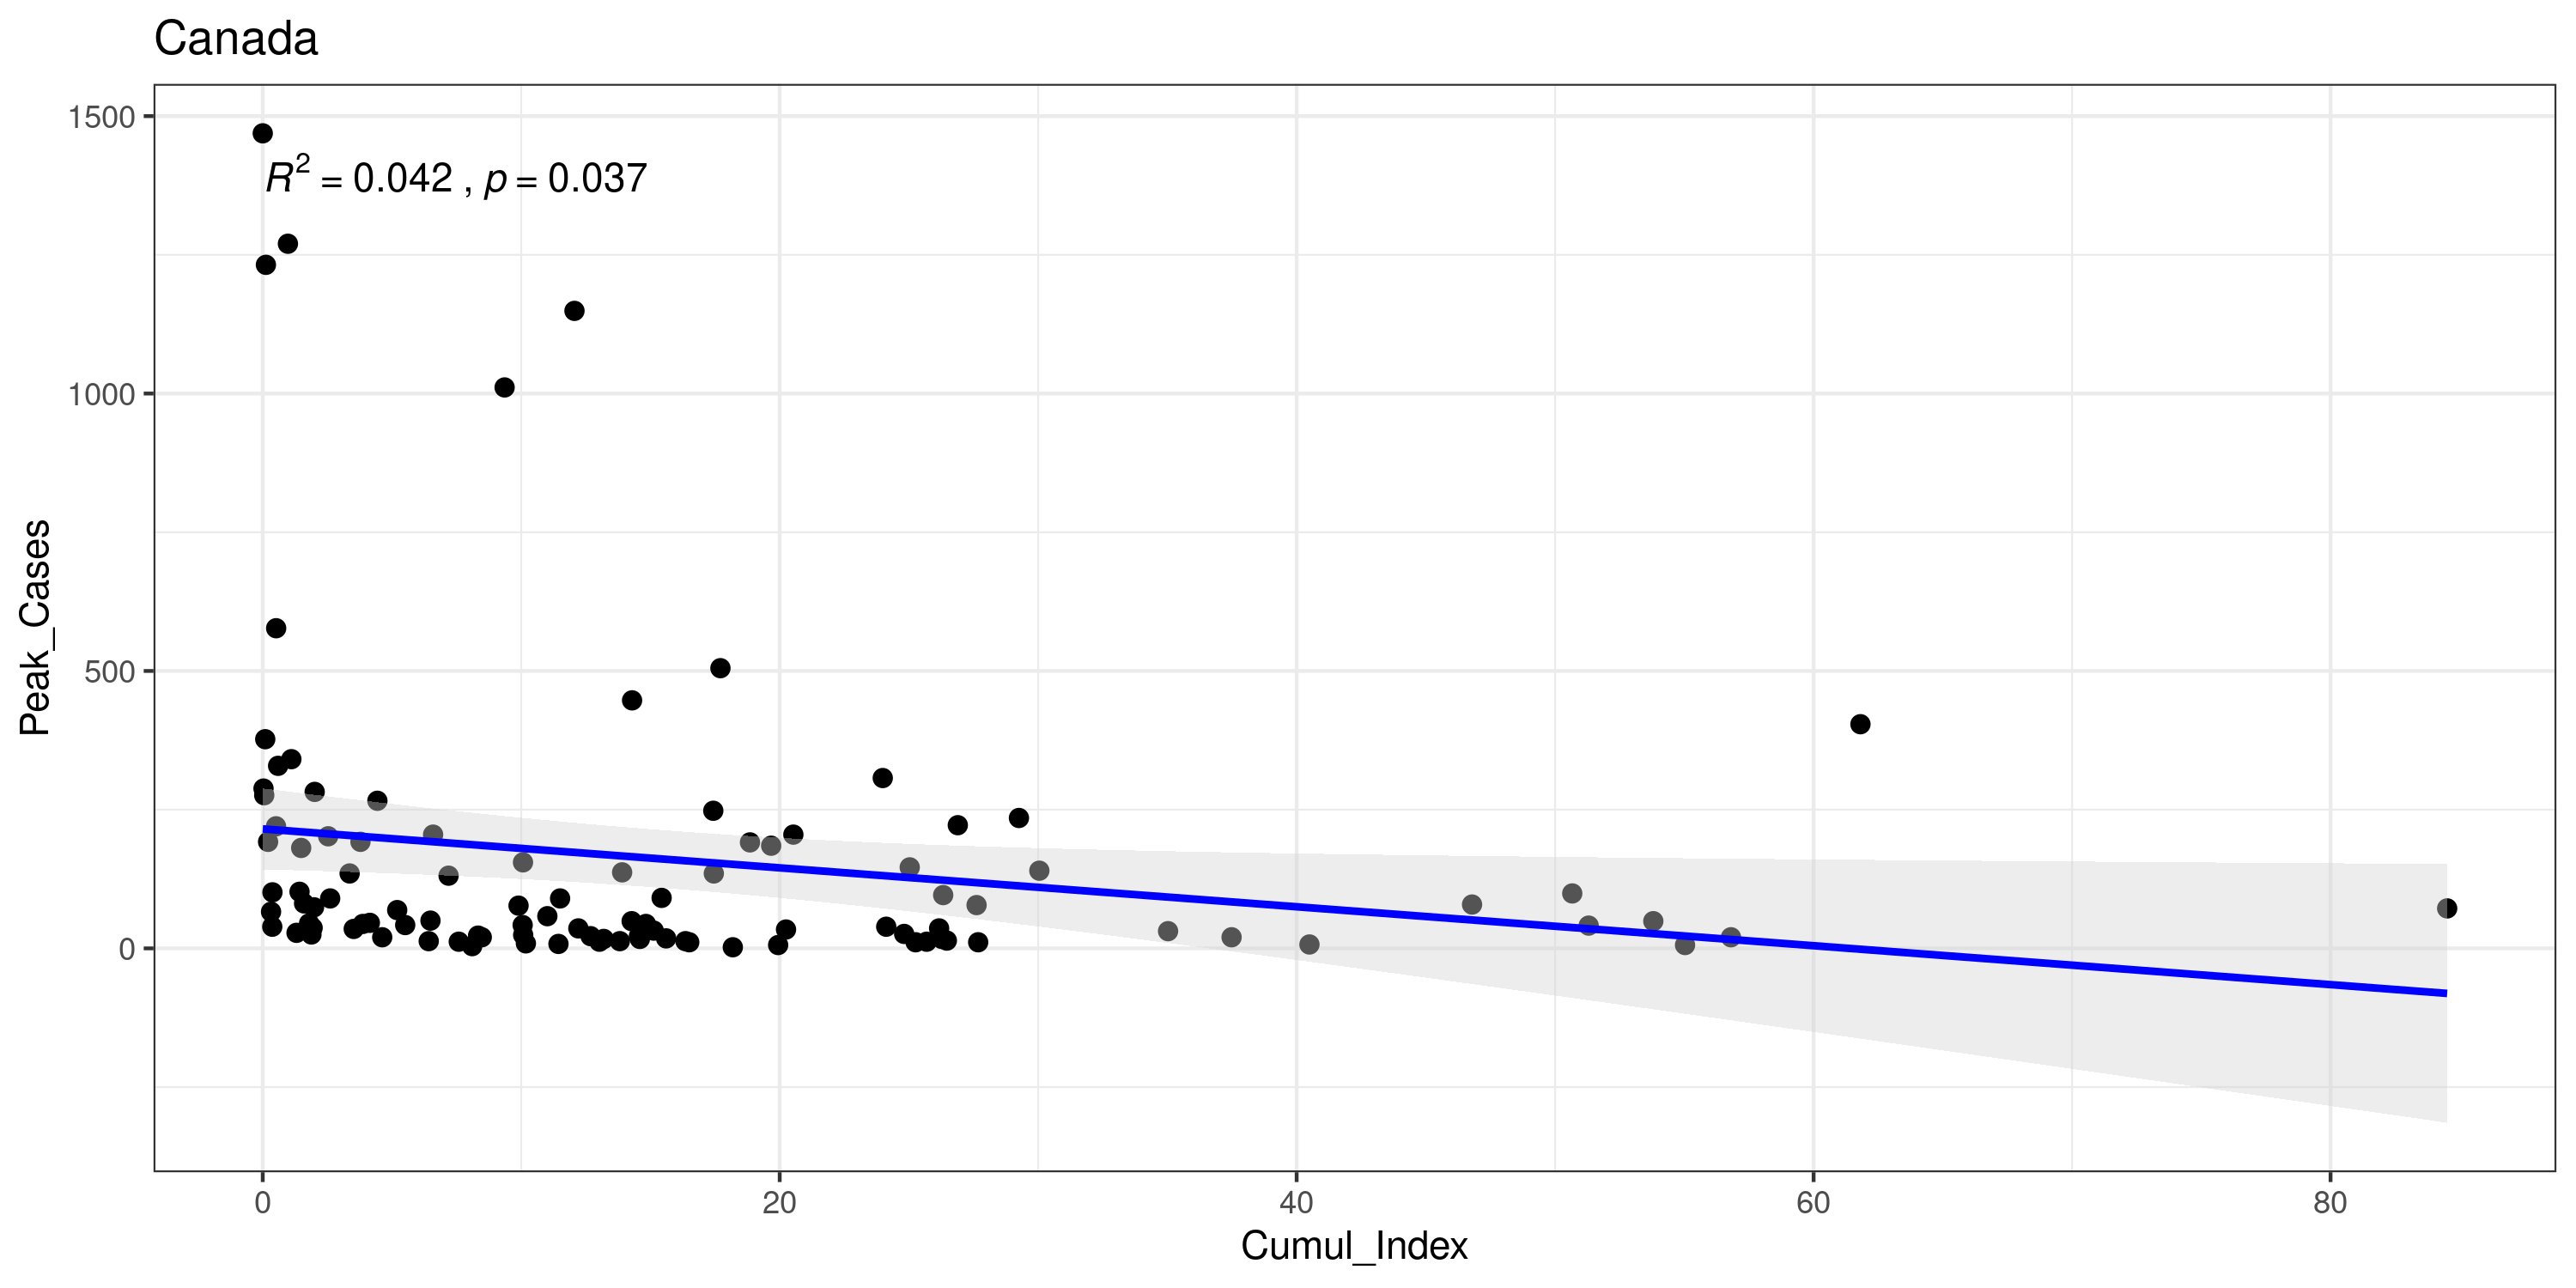 Canada
1500
R² = 0.042 , p = 0.037
1000
Peak_Cases
500
0
0 20 40 60 80
Cumul_Index